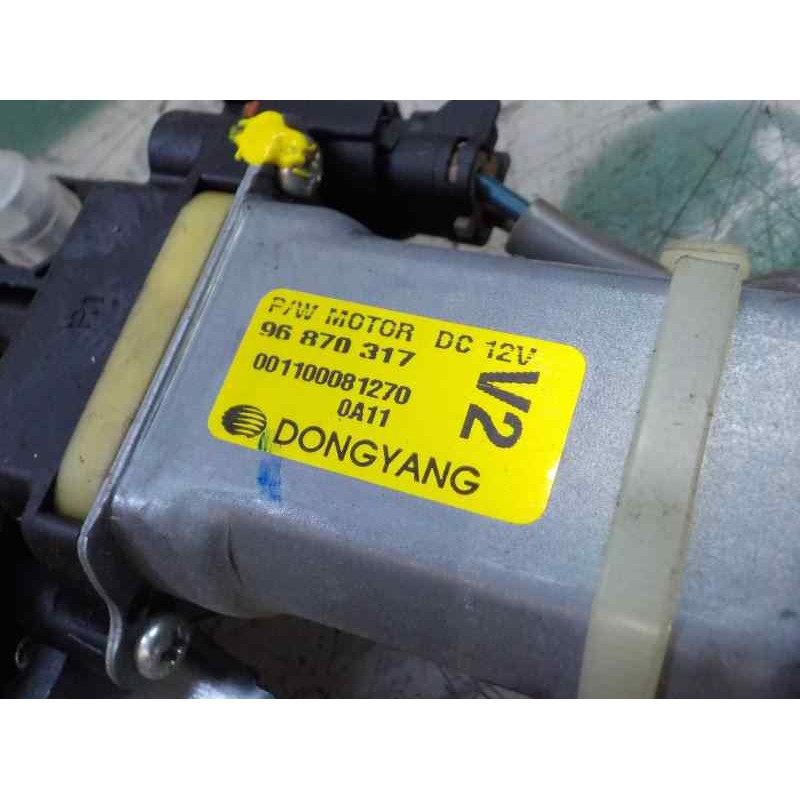 P/W MOTOR DC 12V
96 870 317
001100081270
0A11
V2
DONGYANG